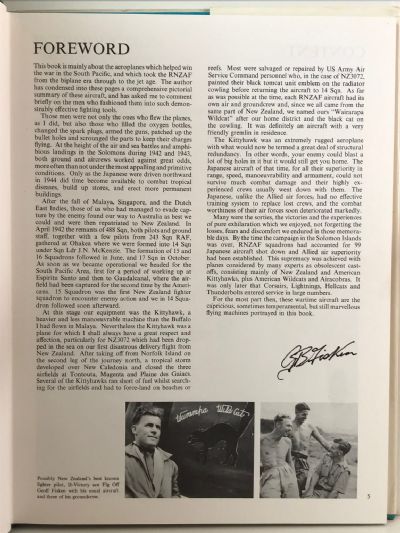 FOREWORD
This book is mainly about the aeroplanes which helped win
the war in the South Pacific, and which took the RNZAF
from the biplane era through to the jet age. The author
has condensed into these pages a comprehensive pictorial
summary of these aircraft, and has asked me to comment
briefly on the men who fashioned them into such demon-
strably effective fighting tools.
Those men were not only the ones who flew the planes,
as I did, but also those who filled the oxygen bottles,
changed the spark plugs, armed the guns, patched up the
bullet holes and scrounged the parts to keep their charges
flying. At the height of the air and sea battles and amphi-
bious landings in the Solomons during 1942 and 1943,
both ground and aircrews worked against great odds,
more often than not under the most appalling and primitive
conditions. Only as the Japanese were driven northward
in 1944 did time become available to combat tropical
diseases, build up stores, and erect more permanent
buildings.
After the fall of Malaya, Singapore, and the Dutch
East Indies, those of us who had managed to evade cap-
ture by the enemy found our way to Australia as best we
could and were then repatriated to New Zealand. In
April 1942 the remains of 488 Sqn, both pilots and ground
staff, together with a few pilots from 243 Sqn RAF,
gathered at Ohakea where we were formed into 14 Sqn
under Sqn Ldr J.N. McKenzie. The formation of 15 and
16 Squadrons followed in June, and 17 Sqn in October.
As soon as we became operational we headed for the
South Pacific Area, first for a period of working up at
Espiritu Santo and then to Guadalcanal, where the air-
field had been captured for the second time by the Ameri-
cans. 15 Squadron was the first New Zealand fighter
squadron to encounter enemy action and we in 14 Squa-
dron followed soon afterward.
At this stage our equipment was the Kittyhawk, a
heavier and less manoeuvrable machine than the Buffalo
I had flown in Malaya. Nevertheless the Kittyhawk was a
plane for which I shall always have a great respect and
affection, particularly for NZ3072 which had been drop-
ped in the sea on our first disastrous delivery flight from
New Zealand. After taking off from Norfolk Island on
the second leg of the journey north, a tropical storm
developed over New Caledonia and closed the three
airfields at Tontouta, Magenta and Plaine des Gaiacs.
Several of the Kittyhawks ran short of fuel whilst search-
ing for the airfields and had to force-land on beaches or
reefs. Most were salvaged or repaired by US Army Air
Service Command personnel who, in the case of NZ3072,
painted their black tomcat unit emblem on the radiator
cowling before returning the aircraft to 14 Sqn. As far
as was possible at the time, each RNZAF aircraft had its
own air and groundcrew and, since we all came from the
same part of New Zealand, we named ours "Wairarapa
Wildcat" after our home district and the black cat on
the cowling. It was definitely an aircraft with a very
friendly gremlin in residence.
The Kittyhawk was an extremely rugged aeroplane
with what would now be termed a great deal of structural
redundancy. In other words, your enemy could blast a
lot of big holes in it but it would still get you home. The
Japanese aircraft of that time, for all their superiority in
range, speed, manoeuvrability and armament, could not
survive much combat damage and their highly ex-
perienced crews usually went down with them. The
Japanese, unlike the Allied air forces, had no effective
training system to replace lost crews, and the combat
worthiness of their air forces soon deteriorated markedly.
Many were the sorties, the victories and the experiences
of pure exhilaration which we enjoyed, not forgetting the
losses, fears and discomfort we endured in those memora-
ble days. By the time the campaign in the Solomon Islands
was over, RNZAF squadrons had accounted for 99
Japanese aircraft shot down and Allied air superiority
had been established. This supremacy was achieved with
planes considered by many experts as obsolescent cast-
offs, consisting mainly of New Zealand and American
Kittyhawks, plus American Wildcats and Airacobras. It
was only later that Corsairs, Lightnings, Hellcats and
Thunderbolts entered service in large numbers.
For the most part then, these wartime aircraft are the
capricious, sometimes temperamental, but still marvellous
flying machines portrayed in this book.
Wairarapa Wildcat
Possibly New Zealand's best known
fighter pilot, 11-Victory ace Flg Off
Geoff Fisken with his usual aircraft
and three of his groundcrew.
5